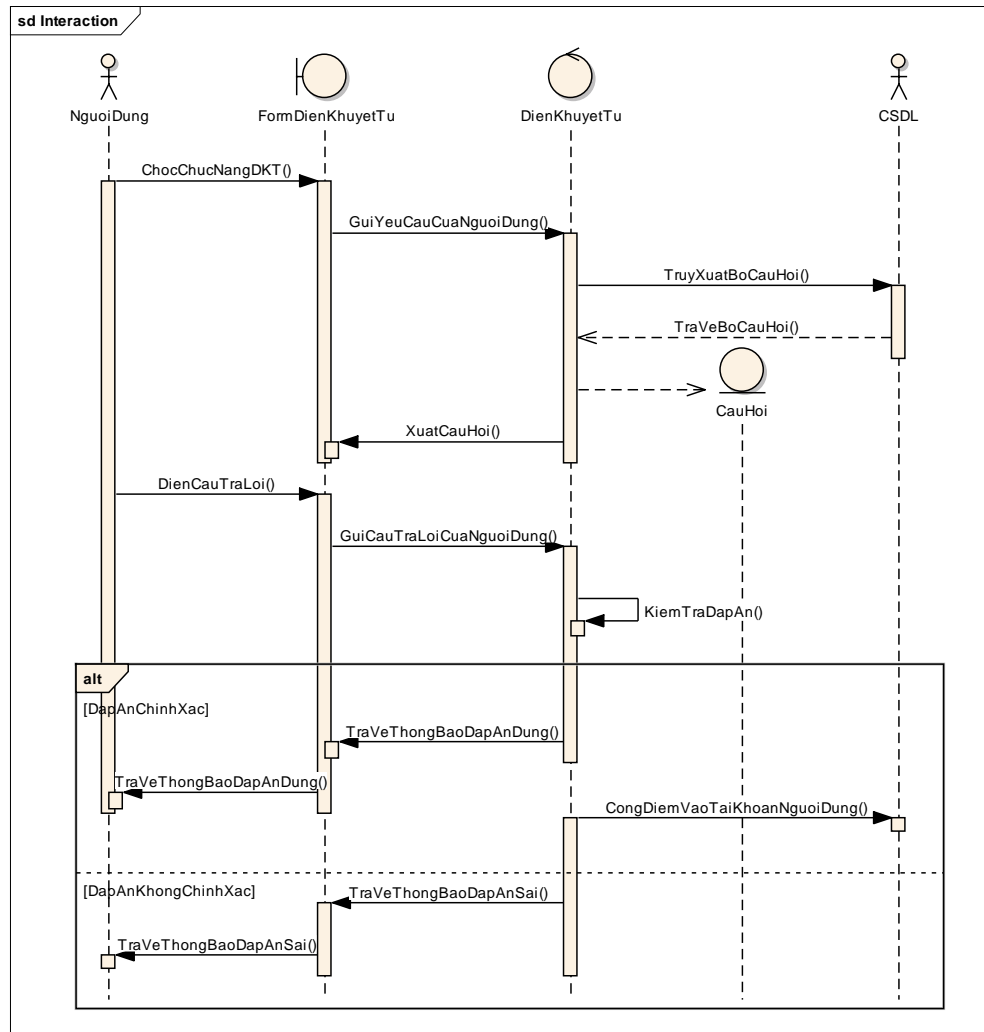 sd Interaction
NguoiDung
FormDienKhuyetTu
DienKhuyetTu
CSDL
ChocChucNangDKT()
GuiYeuCauCuaNguoiDung()
TruyXuatBoCauHoi()
TraVeBoCauHoi()
CauHoi
XuatCauHoi()
DienCauTraLoi()
GuiCauTraLoiCuaNguoiDung()
KiemTraDapAn()
alt
[DapAnChinhXac]
TraVeThongBaoDapAnDung()
TraVeThongBaoDapAnDung()
CongDiemVaoTaiKhoanNguoiDung()
[DapAnKhongChinhXac]
TraVeThongBaoDapAnSai()
TraVeThongBaoDapAnSai()